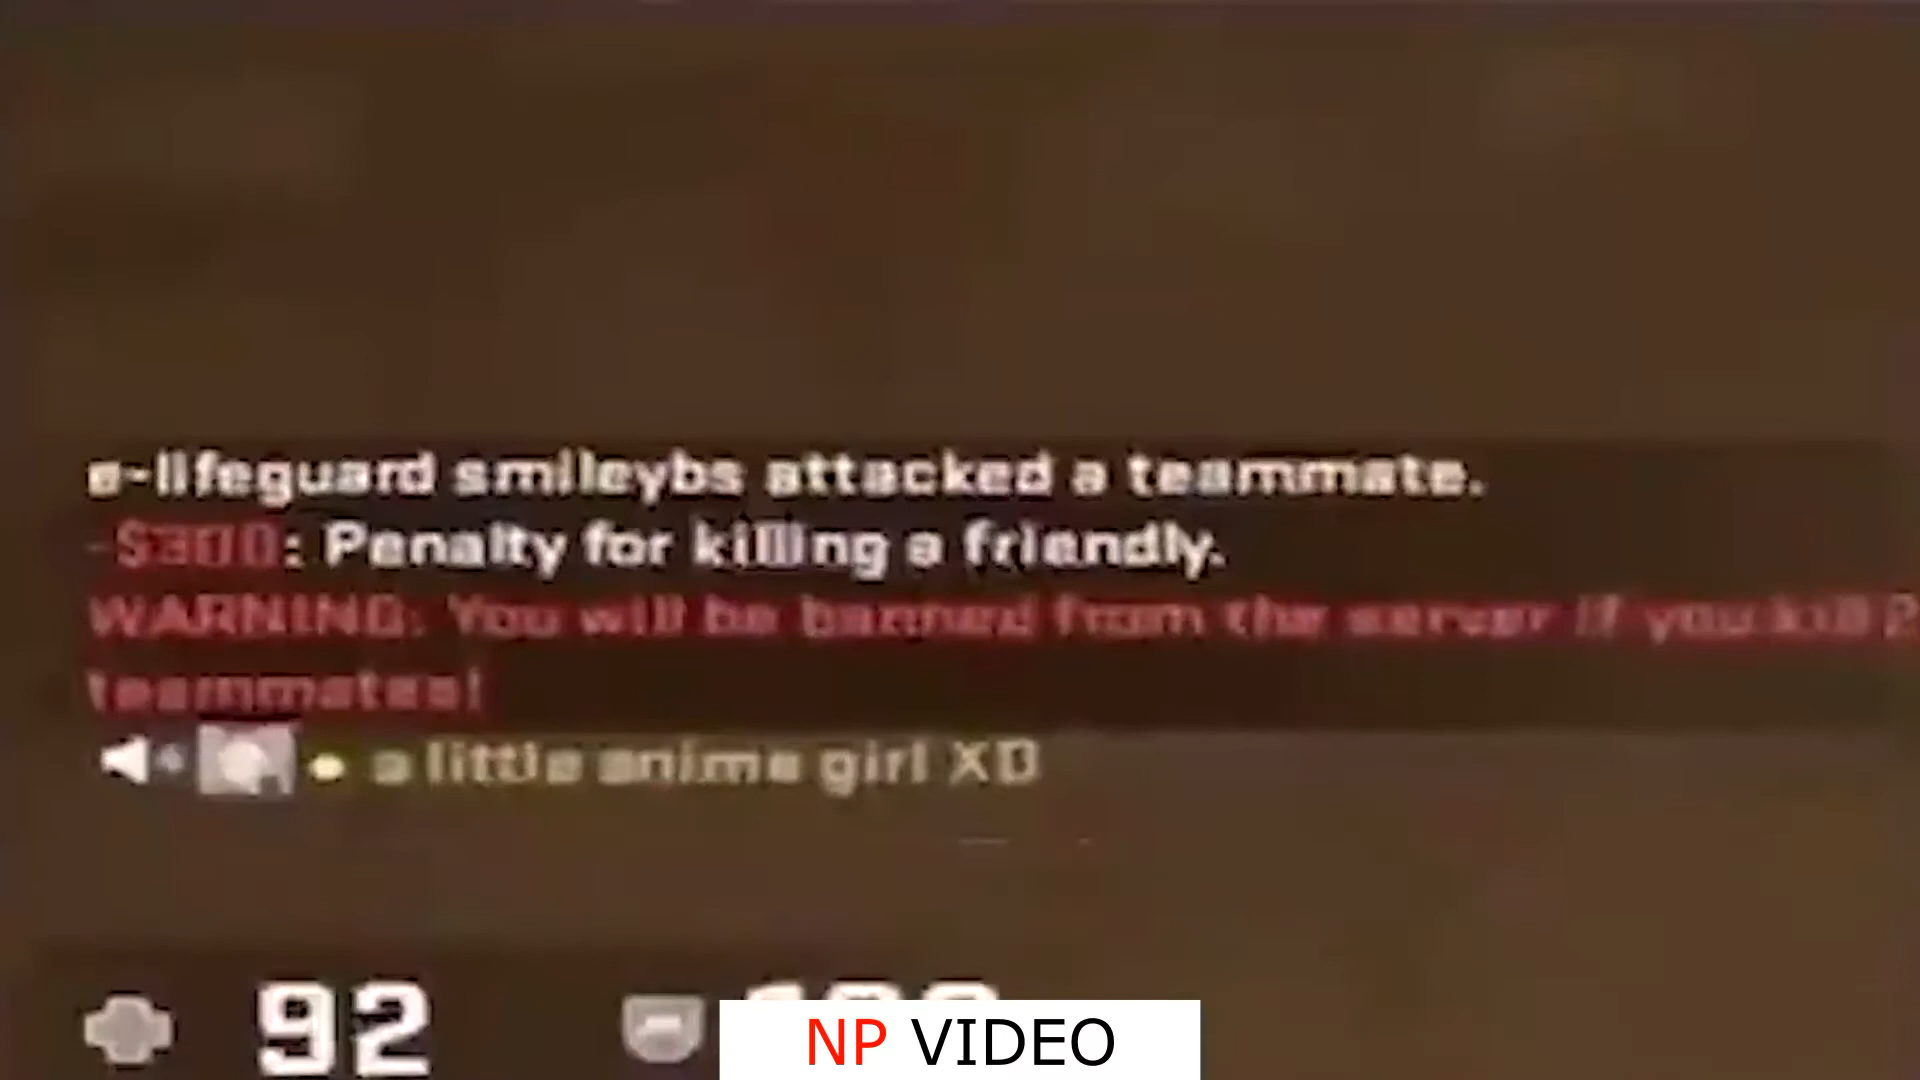 e-lifeguard smileybs attacked a teammate.
-$300: Penalty for killing a friendly.
WARNING: You will be banned from the server if you kill 2
teammates!
a little anime girl XD
92
NP VIDEO